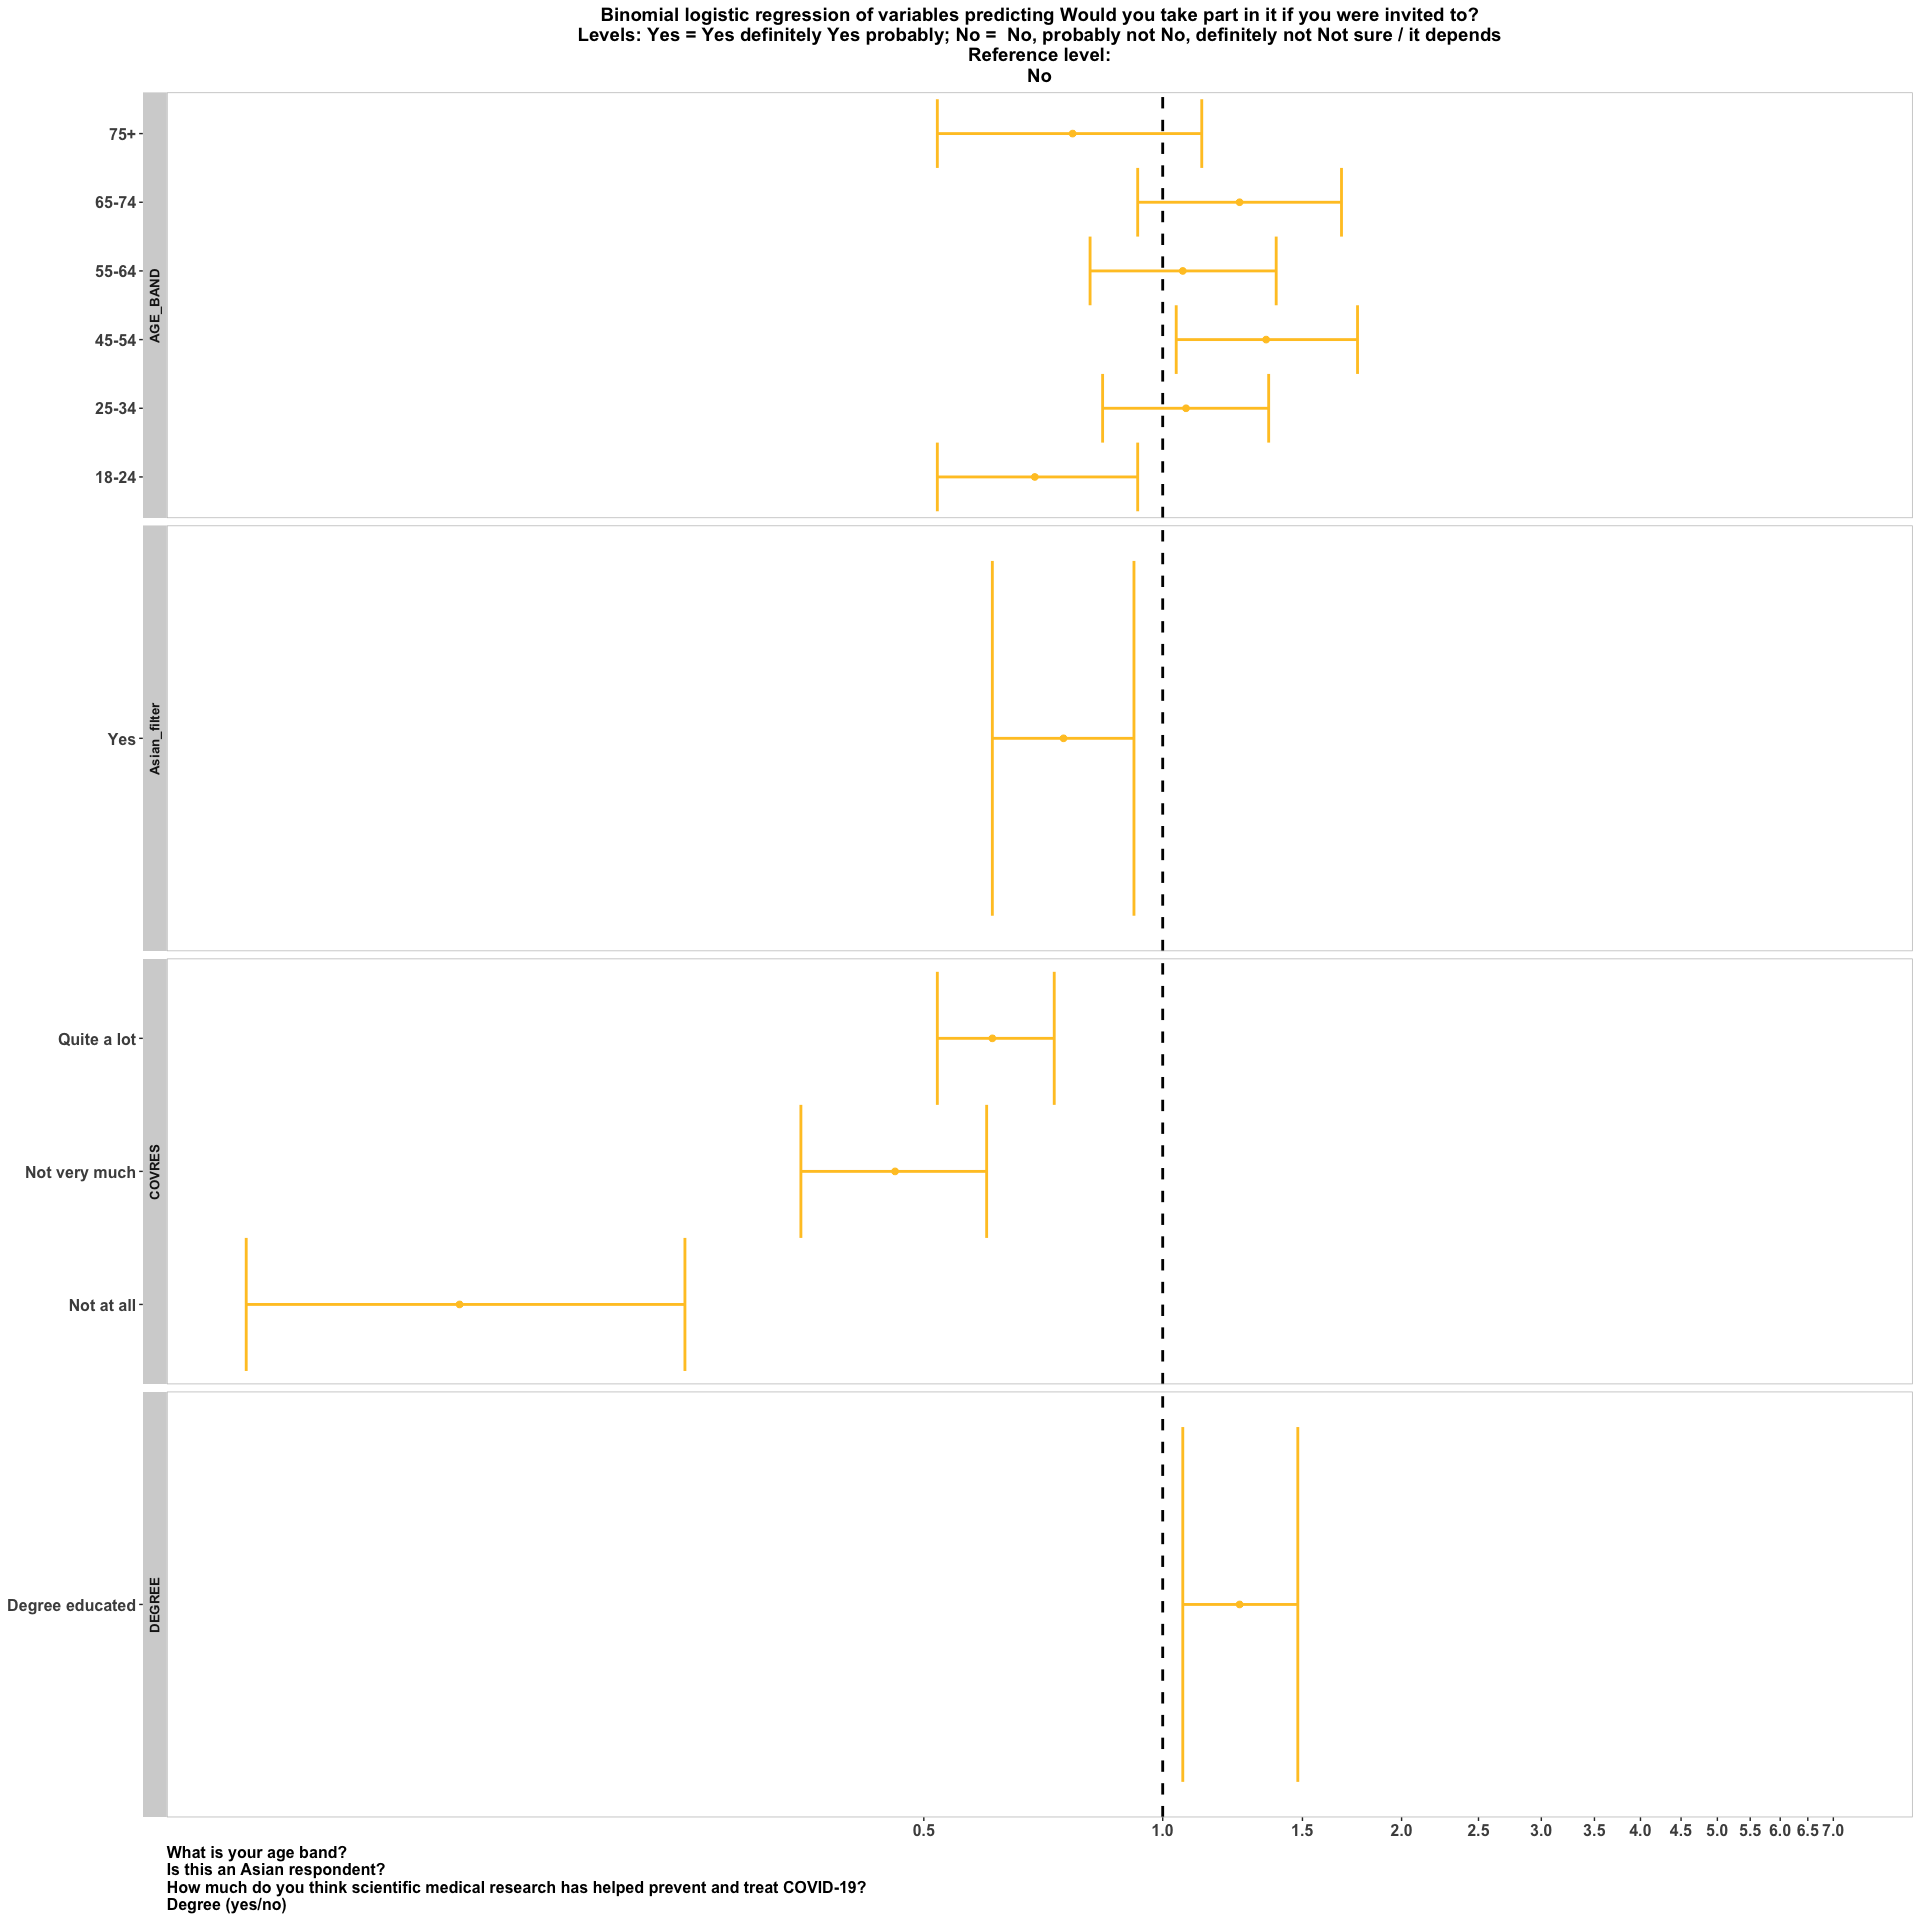 Binomial logistic regression of variables predicting Would you take part in it if you were invited to?
Levels: Yes = Yes definitely Yes probably; No =  No, probably not No, definitely not Not sure / it depends
Reference level:
No
AGE_BAND
75+
65-74
55-64
45-54
25-34
18-24
Asian_filter
Yes
COVRES
Quite a lot
Not very much
Not at all
DEGREE
Degree educated
0.5 1.0 1.5 2.0 2.5 3.0 3.5 4.0 4.5 5.0 5.5 6.0 6.5 7.0
What is your age band?
Is this an Asian respondent?
How much do you think scientific medical research has helped prevent and treat COVID-19?
Degree (yes/no)